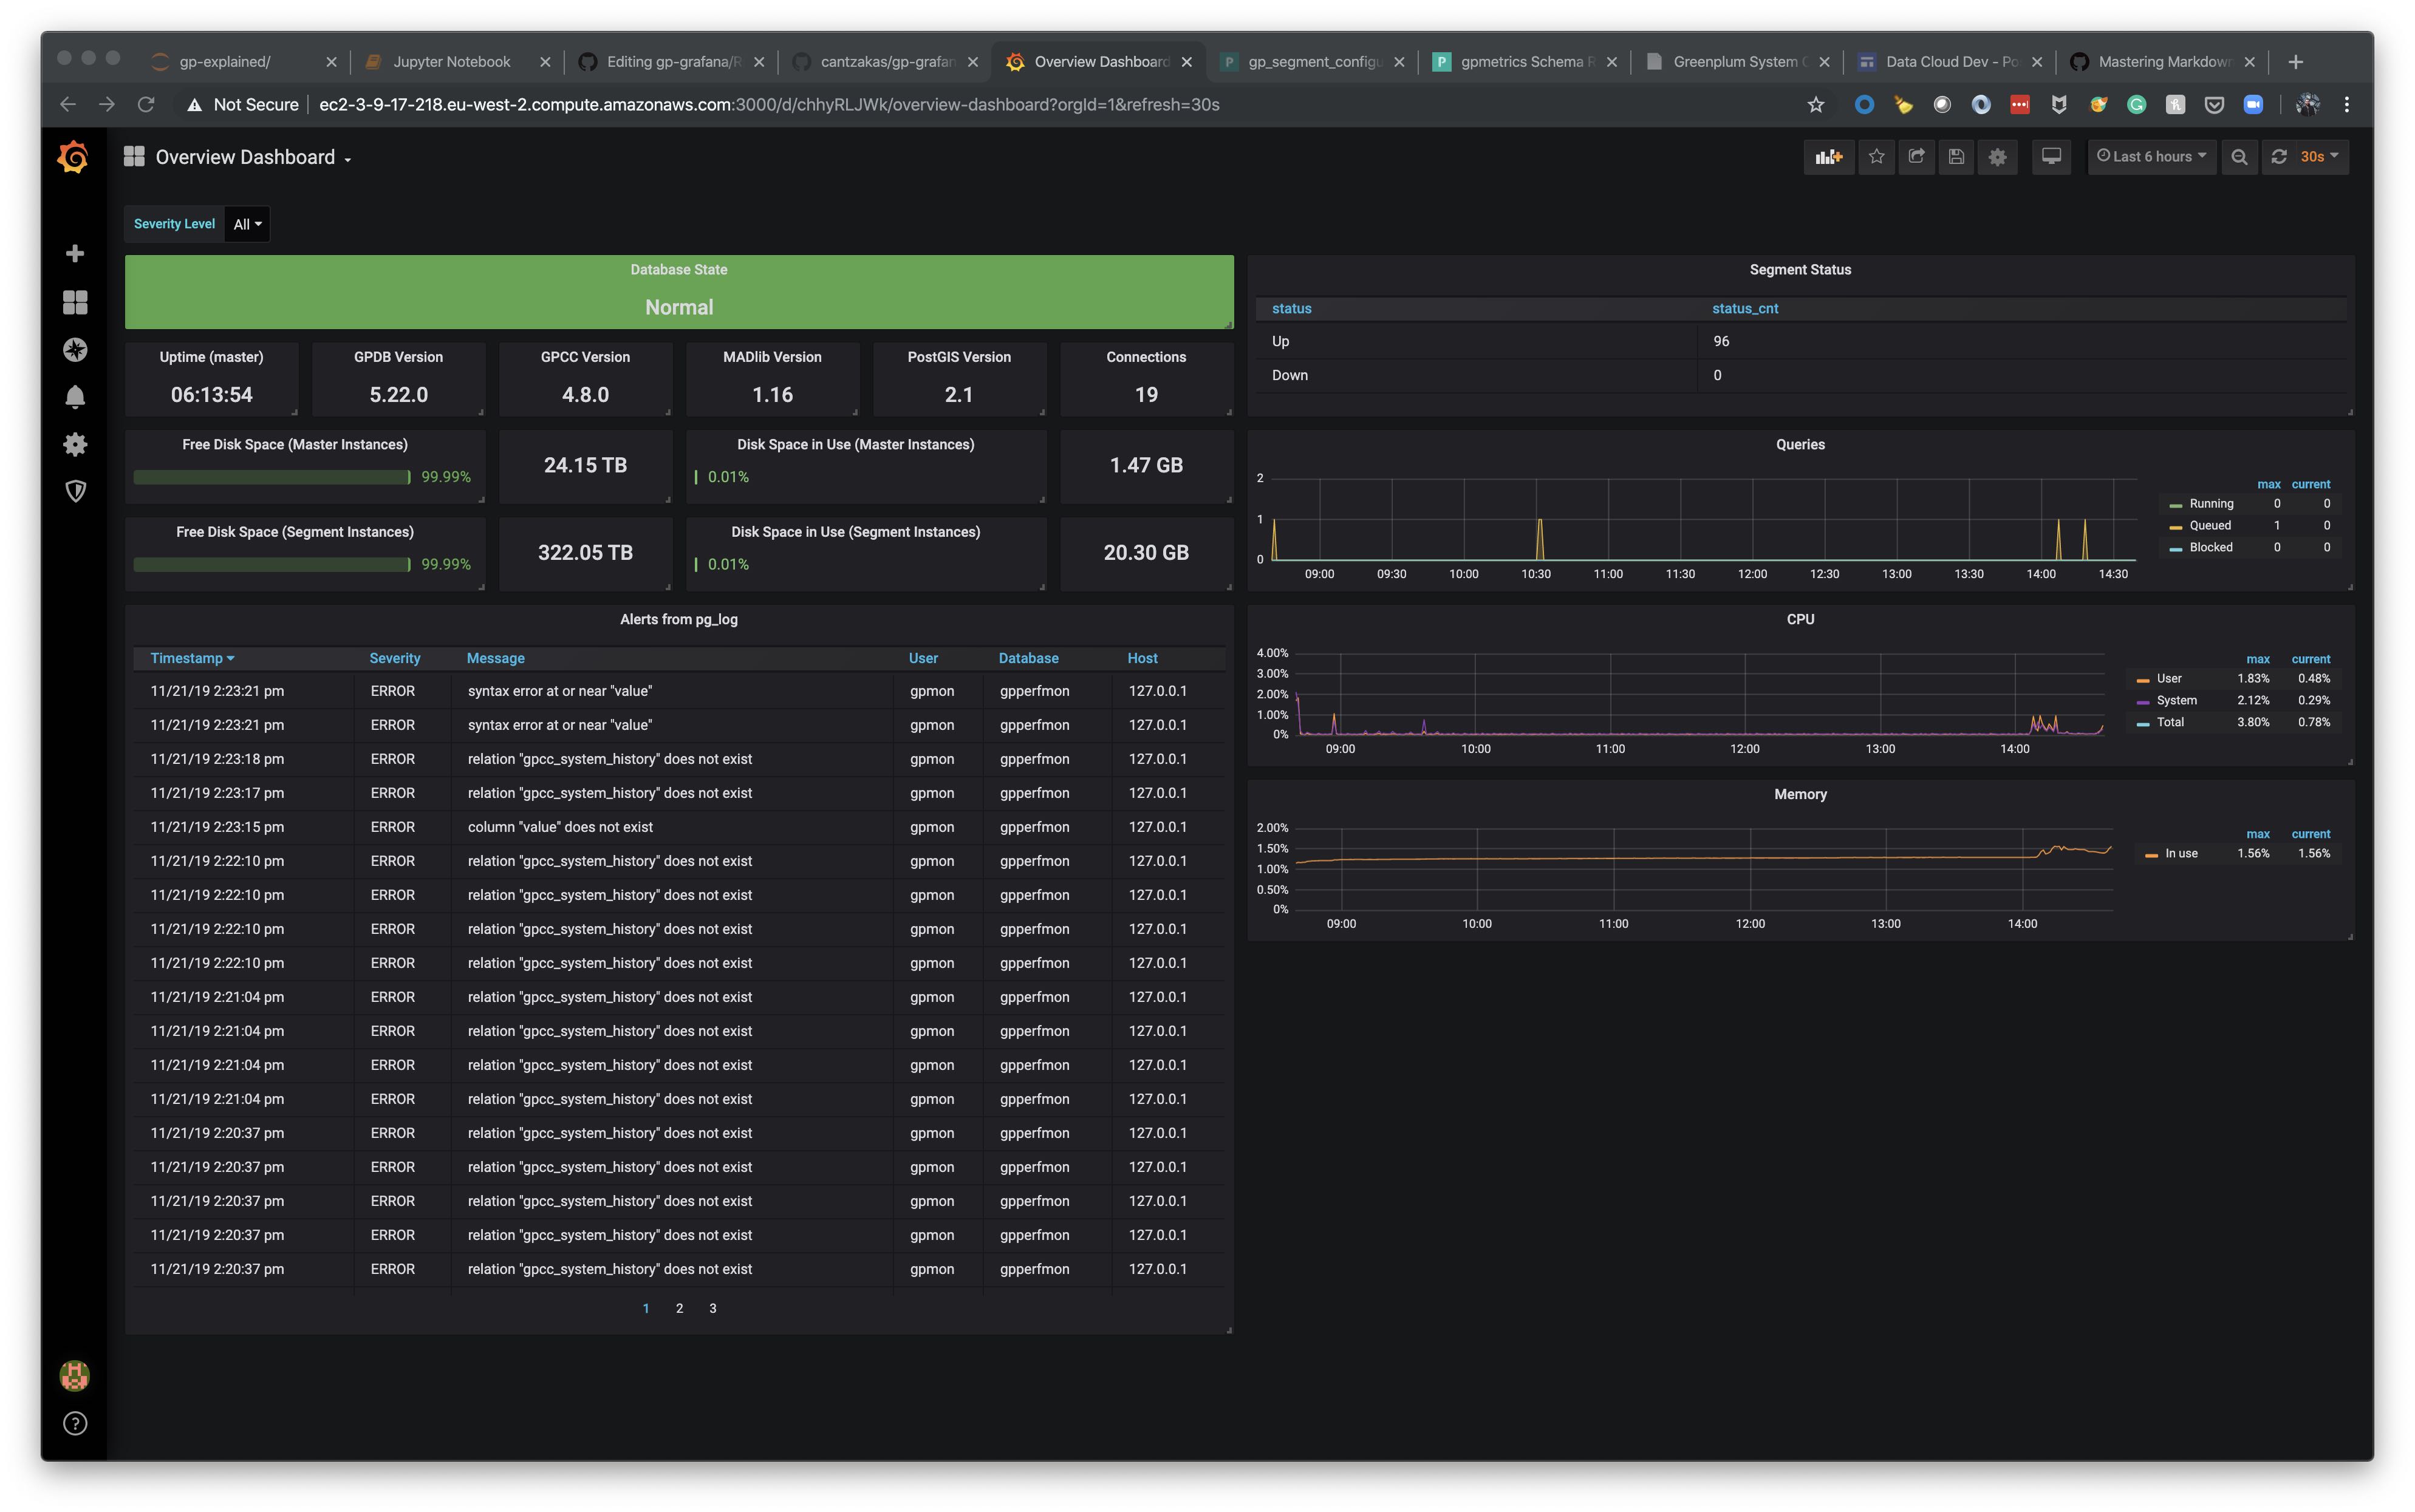 gp-explained/
Jupyter Notebook
Editing gp-grafana/R
cantzakas/gp-grafan
Overview Dashboard
gp_segment_configu
gpmetrics Schema R
Greenplum System
Data Cloud Dev - Po
Mastering Markdown
Not Secure ec2-3-9-17-218.eu-west-2.compute.amazonaws.com:3000/d/chhyRLJWk/overview-dashboard?orgId=1&refresh=30s
Overview Dashboard
Last 6 hours
30s
Severity Level All
Database State
Normal
Uptime (master) GPDB Version GPCC Version MADlib Version PostGIS Version Connections
06:13:54 5.22.0 4.8.0 1.16 2.1 19
Free Disk Space (Master Instances)
99.99%
24.15 TB
Disk Space in Use (Master Instances)
0.01%
1.47 GB
Free Disk Space (Segment Instances)
99.99%
322.05 TB
Disk Space in Use (Segment Instances)
0.01%
20.30 GB
Alerts from pg_log
Timestamp Severity Message User Database Host
11/21/19 2:23:21 pm ERROR syntax error at or near "value" gpmon gpperfmon 127.0.0.1
11/21/19 2:23:21 pm ERROR syntax error at or near "value" gpmon gpperfmon 127.0.0.1
11/21/19 2:23:18 pm ERROR relation "gpcc_system_history" does not exist gpmon gpperfmon 127.0.0.1
11/21/19 2:23:17 pm ERROR relation "gpcc_system_history" does not exist gpmon gpperfmon 127.0.0.1
11/21/19 2:23:15 pm ERROR column "value" does not exist gpmon gpperfmon 127.0.0.1
11/21/19 2:22:10 pm ERROR relation "gpcc_system_history" does not exist gpmon gpperfmon 127.0.0.1
11/21/19 2:22:10 pm ERROR relation "gpcc_system_history" does not exist gpmon gpperfmon 127.0.0.1
11/21/19 2:22:10 pm ERROR relation "gpcc_system_history" does not exist gpmon gpperfmon 127.0.0.1
11/21/19 2:22:10 pm ERROR relation "gpcc_system_history" does not exist gpmon gpperfmon 127.0.0.1
11/21/19 2:21:04 pm ERROR relation "gpcc_system_history" does not exist gpmon gpperfmon 127.0.0.1
11/21/19 2:21:04 pm ERROR relation "gpcc_system_history" does not exist gpmon gpperfmon 127.0.0.1
11/21/19 2:21:04 pm ERROR relation "gpcc_system_history" does not exist gpmon gpperfmon 127.0.0.1
11/21/19 2:21:04 pm ERROR relation "gpcc_system_history" does not exist gpmon gpperfmon 127.0.0.1
11/21/19 2:20:37 pm ERROR relation "gpcc_system_history" does not exist gpmon gpperfmon 127.0.0.1
11/21/19 2:20:37 pm ERROR relation "gpcc_system_history" does not exist gpmon gpperfmon 127.0.0.1
11/21/19 2:20:37 pm ERROR relation "gpcc_system_history" does not exist gpmon gpperfmon 127.0.0.1
11/21/19 2:20:37 pm ERROR relation "gpcc_system_history" does not exist gpmon gpperfmon 127.0.0.1
11/21/19 2:20:37 pm ERROR relation "gpcc_system_history" does not exist gpmon gpperfmon 127.0.0.1
1 2 3
Segment Status
status status_cnt
Up 96
Down 0
Queries
2
1
0
09:00 09:30 10:00 10:30 11:00 11:30 12:00 12:30 13:00 13:30 14:00 14:30
max current
Running 0 0
Queued 1 0
Blocked 0 0
CPU
4.00%
3.00%
2.00%
1.00%
0%
09:00 10:00 11:00 12:00 13:00 14:00
max current
User 1.83% 0.48%
System 2.12% 0.29%
Total 3.80% 0.78%
Memory
2.00%
1.50%
1.00%
0.50%
0%
09:00 10:00 11:00 12:00 13:00 14:00
max current
In use 1.56% 1.56%